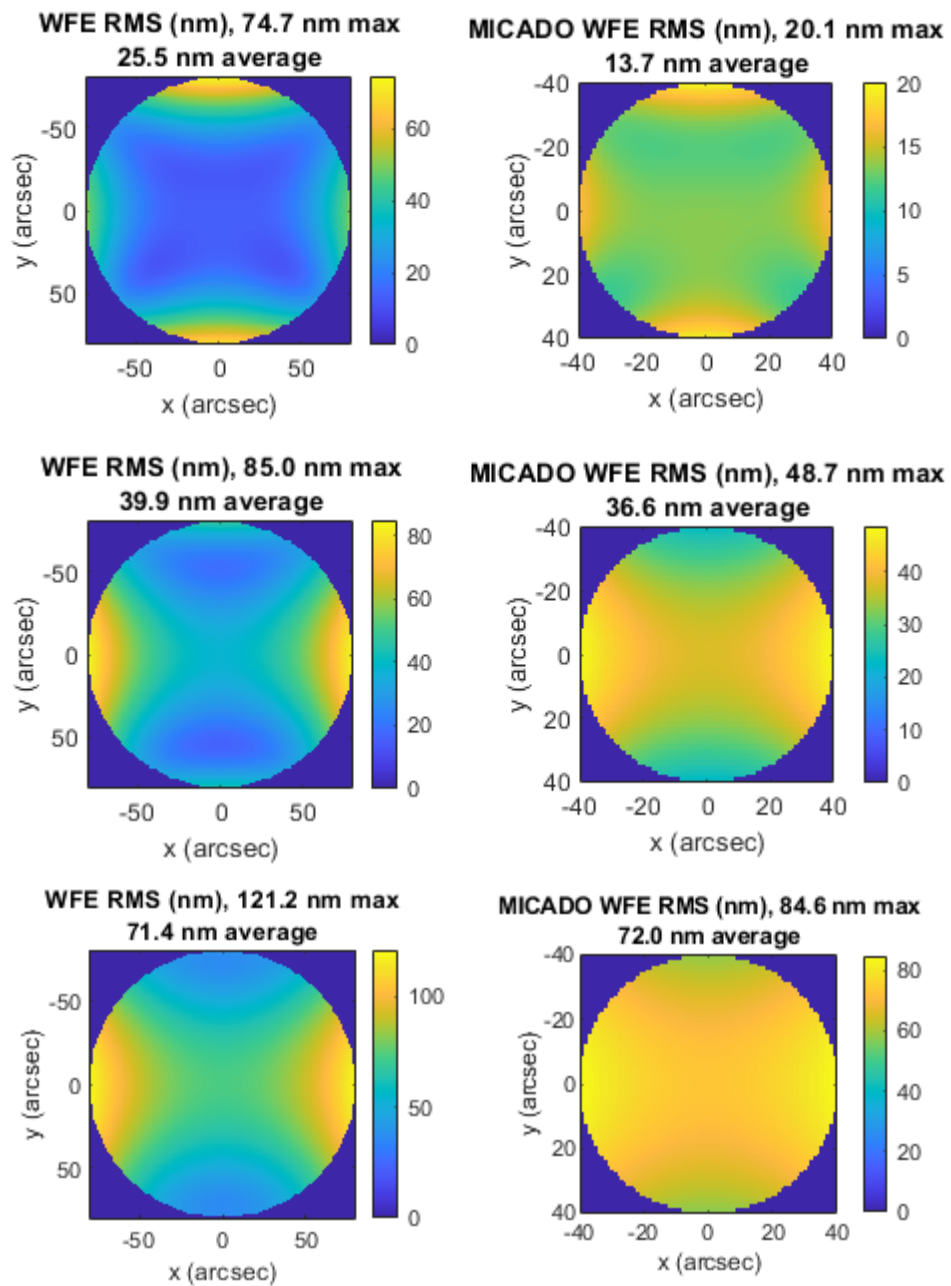 WFE RMS (nm), 74.7 nm max
25.5 nm average
-50
0
50
y (arcsec)
-50 0 50
x (arcsec)
60
40
20
0
MICADO WFE RMS (nm), 20.1 nm max
13.7 nm average
-40
-20
0
20
40
y (arcsec)
-40 -20 0 20 40
x (arcsec)
20
15
10
5
0
WFE RMS (nm), 85.0 nm max
39.9 nm average
-50
0
50
y (arcsec)
-50 0 50
x (arcsec)
80
60
40
20
0
MICADO WFE RMS (nm), 48.7 nm max
36.6 nm average
-40
-20
0
20
40
y (arcsec)
-40 -20 0 20 40
x (arcsec)
40
30
20
10
0
WFE RMS (nm), 121.2 nm max
71.4 nm average
-50
0
50
y (arcsec)
-50 0 50
x (arcsec)
100
50
0
MICADO WFE RMS (nm), 84.6 nm max
72.0 nm average
-40
-20
0
20
40
y (arcsec)
-40 -20 0 20 40
x (arcsec)
80
60
40
20
0